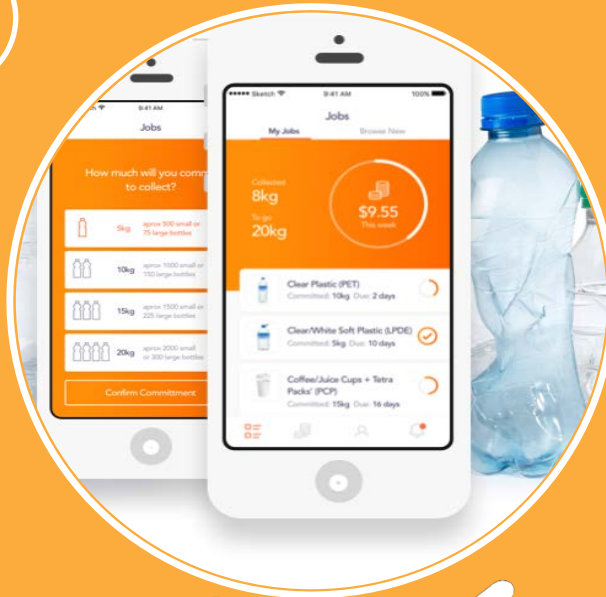 9:41 AM
Jobs
How much will you
to collect?
5kg
aprox 500 small or
75 large bottles
10kg
aprox 1000 small or
150 large bottles
15kg
aprox 1500 small or
225 large bottles
20kg
aprox 2000 small
or 300 large bottles
Confirm Committment
Sketch
9:41 AM
100%
Jobs
My Jobs
Browse New
Collected
8kg
To go
20kg
$9.55
This week
Clear Plastic (PET)
Committed: 10kg Due: 2 days
Clear/White Soft Plastic (LPDE)
Committed: 5kg Due: 10 days
Coffee/Juice Cups + Tetra
Packs' (PCP)
Committed: 15kg Due: 16 days